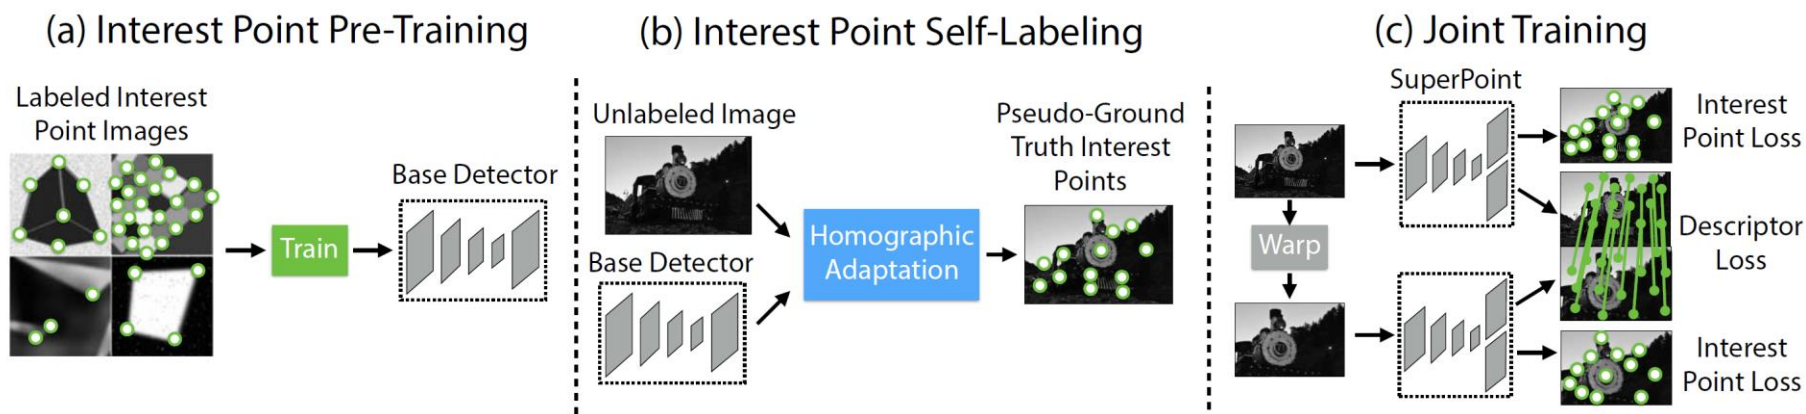 (a) Interest Point Pre-Training
Labeled Interest
Point Images
Train
Base Detector
(b) Interest Point Self-Labeling
Unlabeled Image
Base Detector
Homographic
Adaptation
Pseudo-Ground
Truth Interest
Points
(c) Joint Training
SuperPoint
Warp
Interest
Point Loss
Descriptor
Loss
Interest
Point Loss